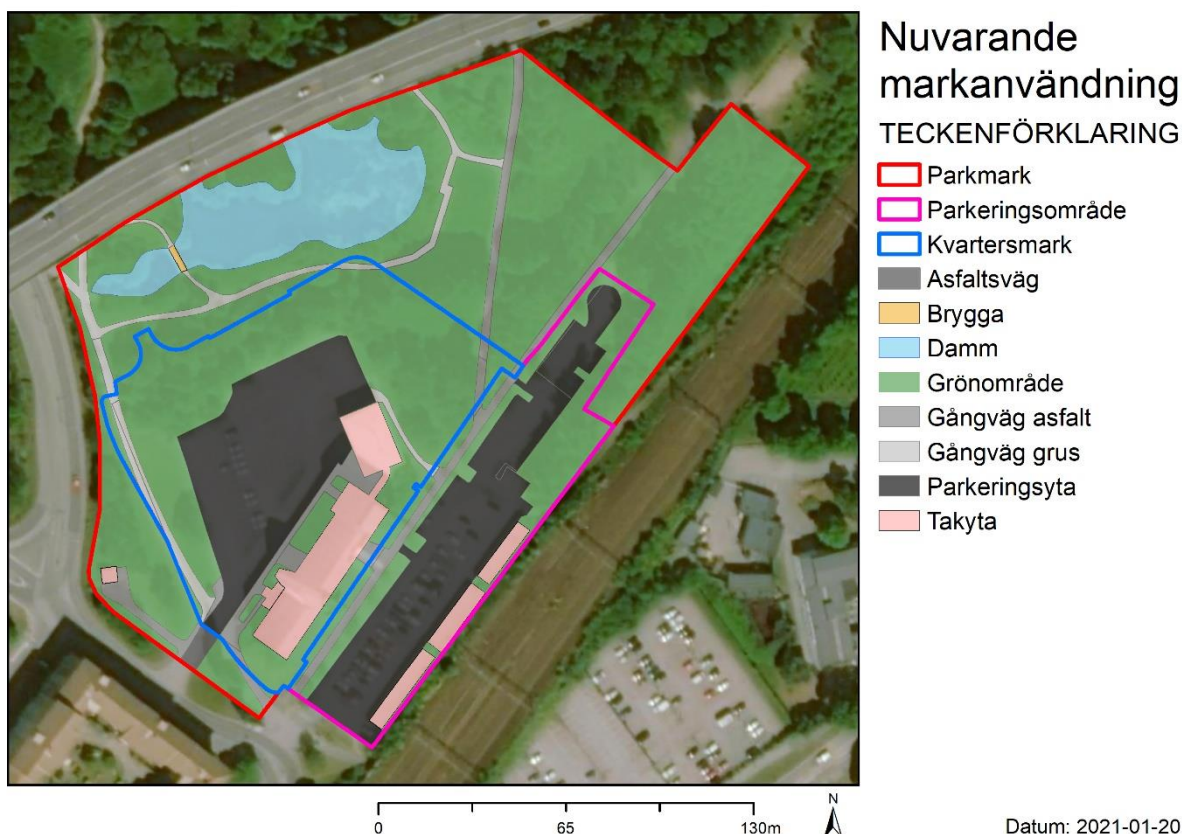 Nuvarande
markanvändning
TECKENFÖRKLARING
Parkmark
Parkeringsområde
Kvartersmark
Asfaltsväg
Brygga
Damm
Grönområde
Gångväg asfalt
Gångväg grus
Parkeringsyta
Takyta
0 65 130m
N
Datum: 2021-01-20